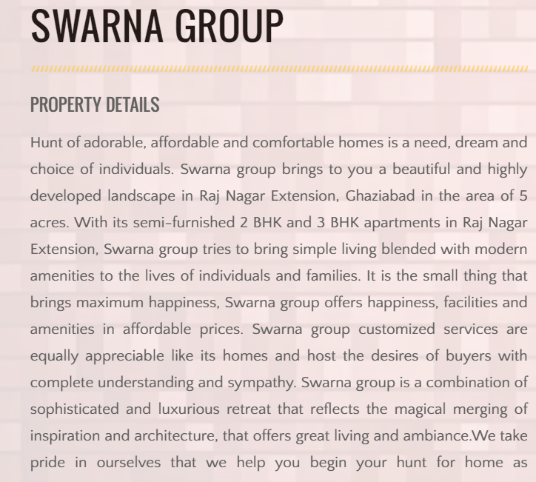 SWARNA GROUP
PROPERTY DETAILS
Hunt of adorable, affordable and comfortable homes is a need, dream and
choice of individuals. Swarna group brings to you a beautiful and highly
developed landscape in Raj Nagar Extension, Ghaziabad in the area of 5
acres. With its semi-furnished 2 BHK and 3 BHK apartments in Raj Nagar
Extension, Swarna group tries to bring simple living blended with modern
amenities to the lives of individuals and families. It is the small thing that
brings maximum happiness, Swarna group offers happiness, facilities and
amenities in affordable prices. Swarna group customized services are
equally appreciable like its homes and host the desires of buyers with
complete understanding and sympathy. Swarna group is a combination of
sophisticated and luxurious retreat that reflects the magical merging of
inspiration and architecture, that offers great living and ambiance.We take
pride in ourselves that we help you begin your hunt for home as